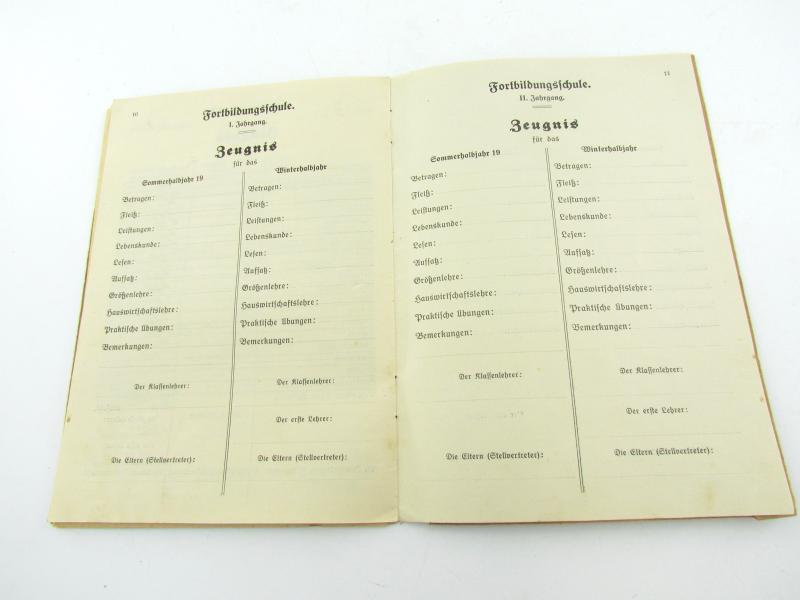 10
Fortbildungsschule.
I. Jahrgang.
Zeugnis
für das
Sommerhalbjahr 19
Betragen:
Fleiß:
Leistungen:
Lebenskunde:
Lesen:
Aufsatz:
Größenlehre:
Hauswirtschaftslehre:
Praktische Übungen:
Bemerkungen:
Der Klassenlehrer:
Die Eltern (Stellvertreter):
Winterhalbjahr
Betragen:
Fleiß:
Leistungen:
Lebenskunde:
Lesen:
Aufsatz:
Größenlehre:
Hauswirtschaftslehre:
Praktische Übungen:
Bemerkungen:
Der Klassenlehrer:
Der erste Lehrer:
Die Eltern (Stellvertreter):
11
Fortbildungsschule.
II. Jahrgang.
Zeugnis
für das
Sommerhalbjahr 19
Betragen:
Fleiß:
Leistungen:
Lebenskunde:
Lesen:
Aufsatz:
Größenlehre:
Hauswirtschaftslehre:
Praktische Übungen:
Bemerkungen:
Der Klassenlehrer:
Die Eltern (Stellvertreter):
Winterhalbjahr
Betragen:
Fleiß:
Leistungen:
Lebenskunde:
Lesen:
Aufsatz:
Größenlehre:
Hauswirtschaftslehre:
Praktische Übungen:
Bemerkungen:
Der Klassenlehrer:
Der erste Lehrer:
Die Eltern (Stellvertreter):